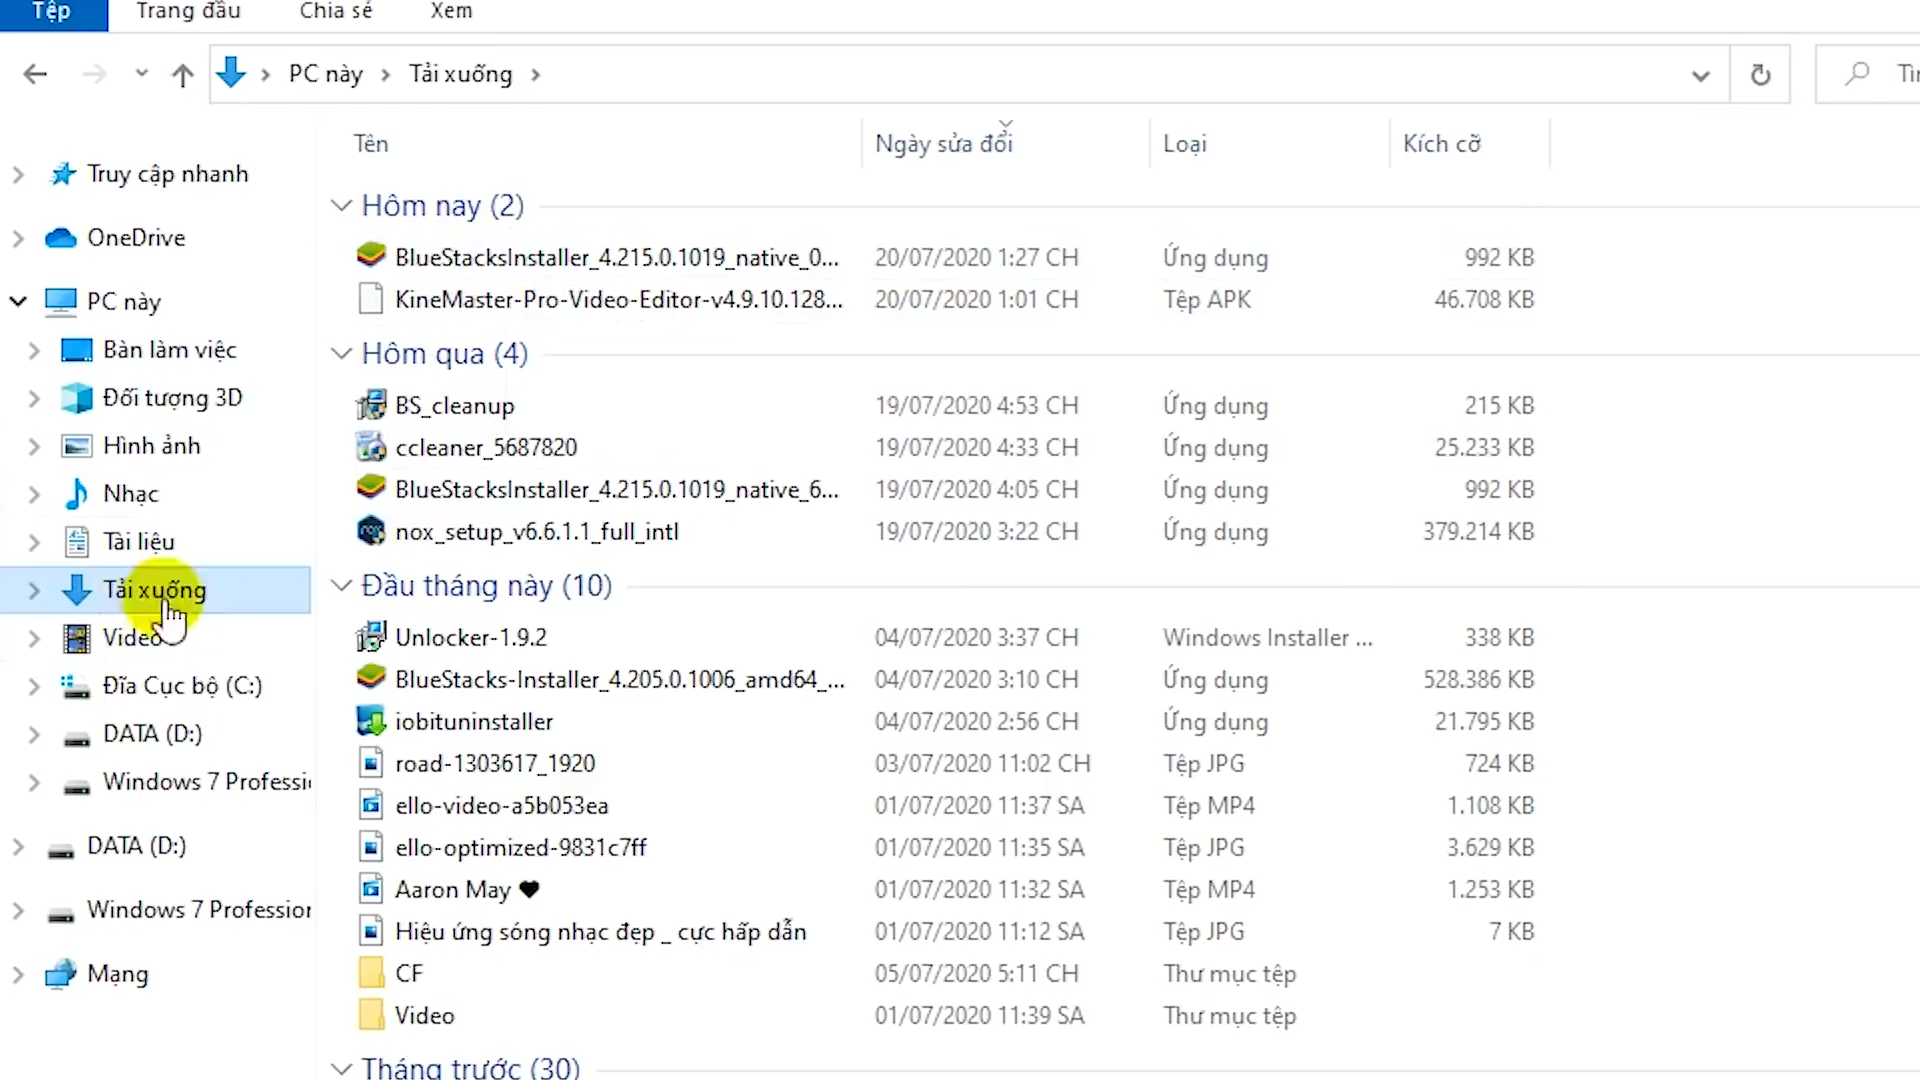 Tệp Trang đầu Chia sẻ Xem
PC này Tải xuống
Tên Ngày sửa đổi Loại Kích cỡ
Truy cập nhanh
OneDrive
PC này
Bàn làm việc
Đối tượng 3D
Hình ảnh
Nhạc
Tài liệu
Tải xuống
Video
Đĩa Cục bộ (C:)
DATA (D:)
Windows 7 Professi
DATA (D:)
Windows 7 Profession
Mạng
Hôm nay (2)
BlueStacksInstaller_4.215.0.1019_native_0... 20/07/2020 1:27 CH Ứng dụng 992 KB
KineMaster-Pro-Video-Editor-v4.9.10.128... 20/07/2020 1:01 CH Tệp APK 46.708 KB
Hôm qua (4)
BS_cleanup 19/07/2020 4:53 CH Ứng dụng 215 KB
ccleaner_5687820 19/07/2020 4:33 CH Ứng dụng 25.233 KB
BlueStacksInstaller_4.215.0.1019_native_6... 19/07/2020 4:05 CH Ứng dụng 992 KB
nox_setup_v6.6.1.1_full_intl 19/07/2020 3:22 CH Ứng dụng 379.214 KB
Đầu tháng này (10)
Unlocker-1.9.2 04/07/2020 3:37 CH Windows Installer ... 338 KB
BlueStacks-Installer_4.205.0.1006_amd64_... 04/07/2020 3:10 CH Ứng dụng 528.386 KB
iobituninstaller 04/07/2020 2:56 CH Ứng dụng 21.795 KB
road-1303617_1920 03/07/2020 11:02 CH Tệp JPG 724 KB
ello-video-a5b053ea 01/07/2020 11:37 SA Tệp MP4 1.108 KB
ello-optimized-9831c7ff 01/07/2020 11:35 SA Tệp JPG 3.629 KB
Aaron May 🖤 01/07/2020 11:32 SA Tệp MP4 1.253 KB
Hiệu ứng sóng nhạc đẹp _ cực hấp dẫn 01/07/2020 11:12 SA Tệp JPG 7 KB
CF 05/07/2020 5:11 CH Thư mục tệp
Video 01/07/2020 11:39 SA Thư mục tệp
Tháng trước (30)